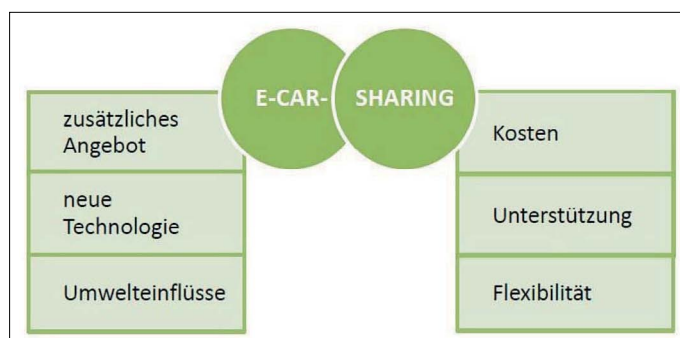 E-CAR-
SHARING
zusätzliches
Angebot
neue
Technologie
Umwelteinflüsse
Kosten
Unterstützung
Flexibilität